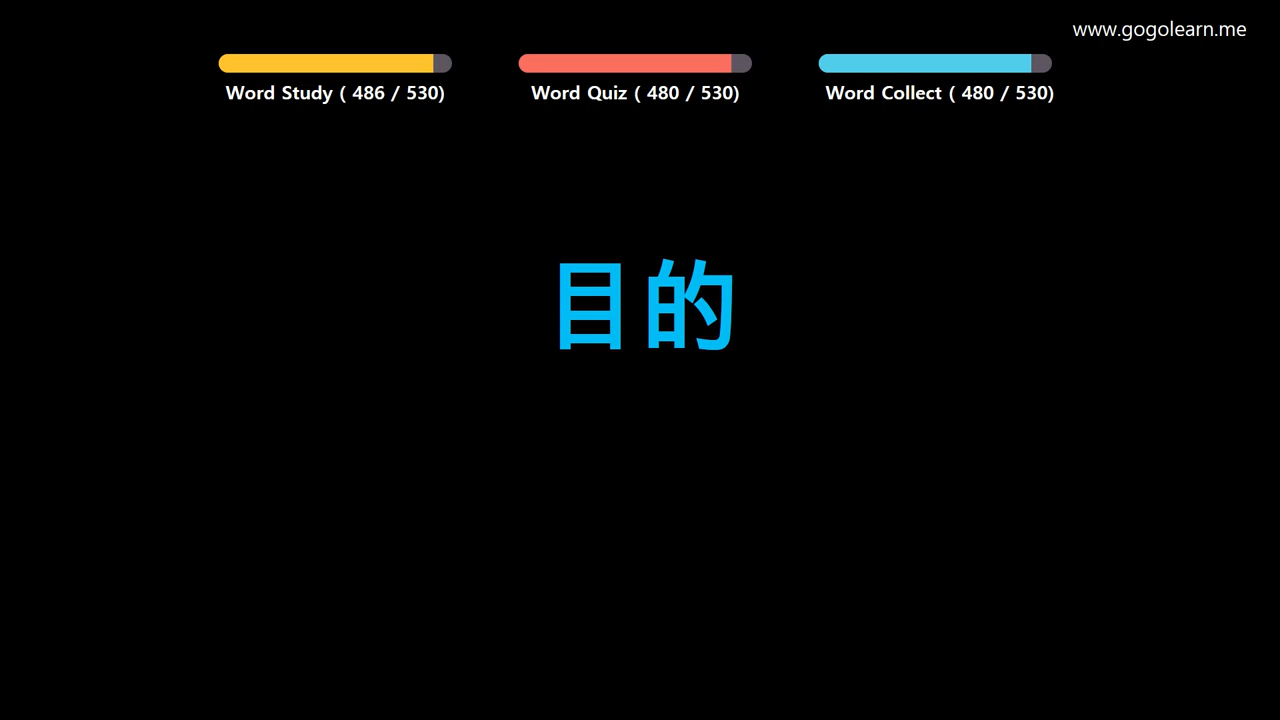 www.gogolearn.me
Word Study ( 486 / 530) Word Quiz ( 480 / 530) Word Collect ( 480 / 530)
目的